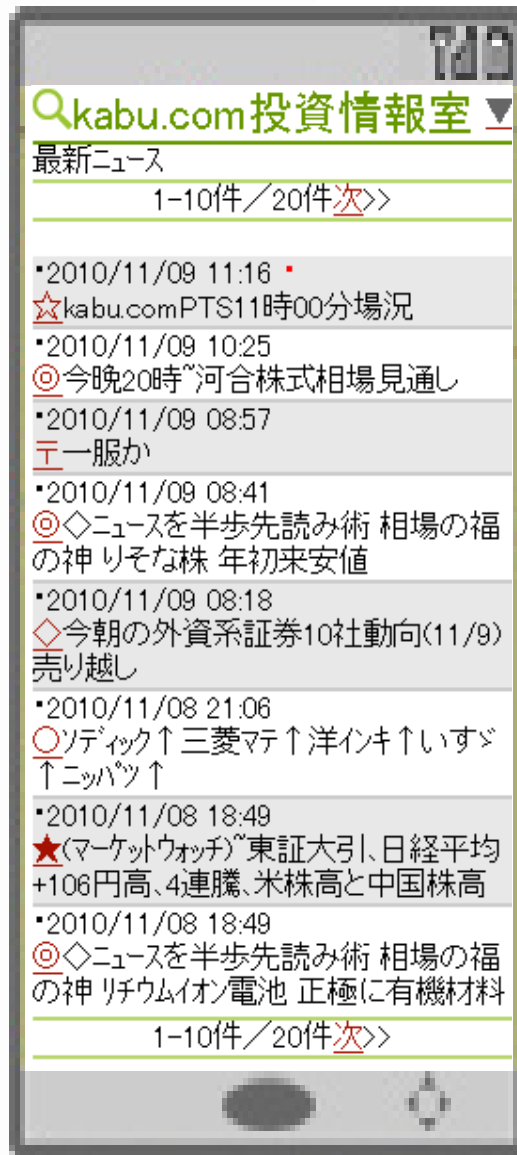 kabu.com投資情報室 ▼
最新ニュース
1-10件／20件次>>
▪2010/11/09 11:16
☆kabu.comPTS11時00分場況
▪2010/11/09 10:25
◎今晩20時~河合株式相場見通し
▪2010/11/09 08:57
〒一服か
▪2010/11/09 08:41
◎◇ニュースを半歩先読み術 相場の福
の神 りそな株 年初来安値
▪2010/11/09 08:18
◇今朝の外資系証券10社動向(11/9)
売り越し
▪2010/11/08 21:06
○ソディック↑三菱マテ↑洋インキ↑いすゞ
↑ニッパツ↑
▪2010/11/08 18:49
★(マーケットウォッチ)~東証大引､日経平均
+106円高､4連騰､米株高と中国株高
▪2010/11/08 18:49
◎◇ニュースを半歩先読み術 相場の福
の神 リチウムイオン電池 正極に有機材料
1-10件／20件次>>